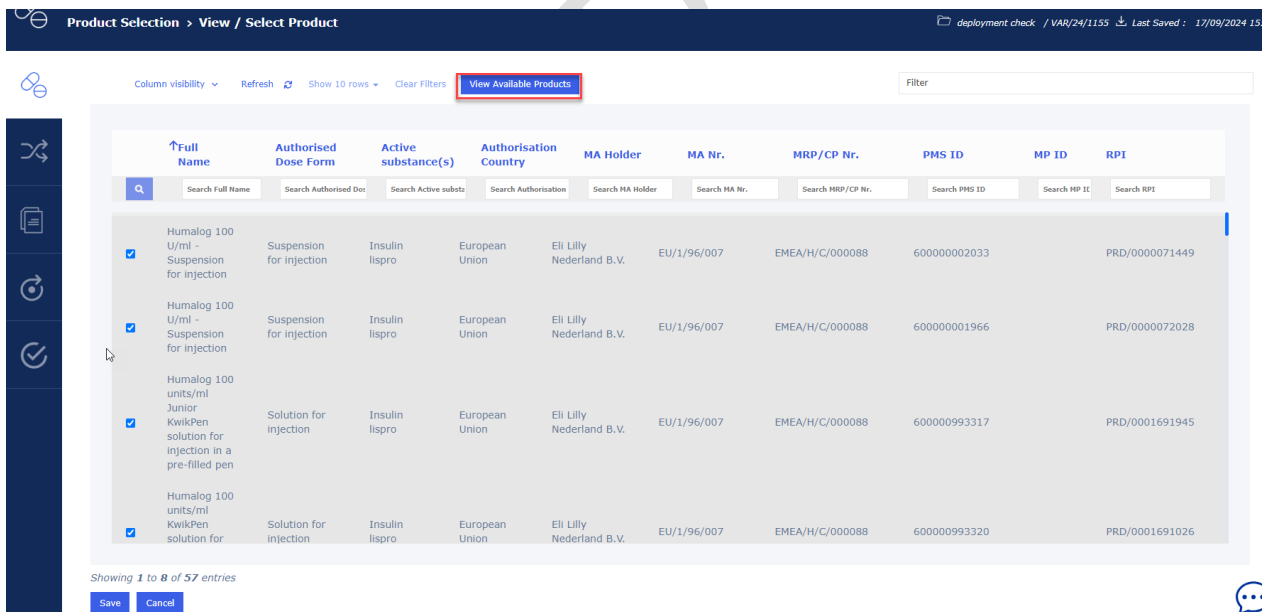 Product Selection > View / Select Product
deployment check / VAR/24/1155 Last Saved : 17/09/2024 15:
Column visibility Refresh Show 10 rows Clear Filters View Available Products Filter
Full Name Authorised Dose Form Active substance(s) Authorisation Country MA Holder MA Nr. MRP/CP Nr. PMS ID MP ID RPI
Search Full Name Search Authorised Dos Search Active substa Search Authorisation Search MA Holder Search MA Nr. Search MRP/CP Nr. Search PMS ID Search MP ID Search RPI
Humalog 100
U/ml - Suspension Insulin European Eli Lilly
Suspension for injection lispro Union Nederland B.V. EU/1/96/007 EMEA/H/C/000088 600000002033 PRD/0000071449
for injection
Humalog 100
U/ml - Suspension Insulin European Eli Lilly
Suspension for injection lispro Union Nederland B.V. EU/1/96/007 EMEA/H/C/000088 600000001966 PRD/0000072028
for injection
Humalog 100
units/ml
Junior
KwikPen Solution for Insulin European Eli Lilly
solution for injection lispro Union Nederland B.V. EU/1/96/007 EMEA/H/C/000088 600000993317 PRD/0001691945
injection in a
pre-filled pen
Humalog 100
units/ml
KwikPen Solution for Insulin European Eli Lilly
solution for injection lispro Union Nederland B.V. EU/1/96/007 EMEA/H/C/000088 600000993320 PRD/0001691026
Showing 1 to 8 of 57 entries
Save Cancel